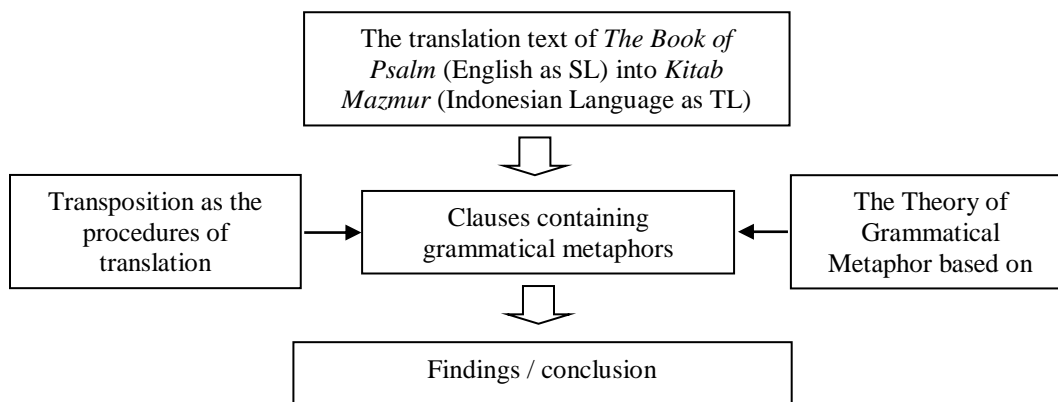 The translation text of The Book of
Psalm (English as SL) into Kitab
Mazmur (Indonesian Language as TL)
Transposition as the
procedures of
translation
Clauses containing
grammatical metaphors
The Theory of
Grammatical
Metaphor based on
Findings / conclusion